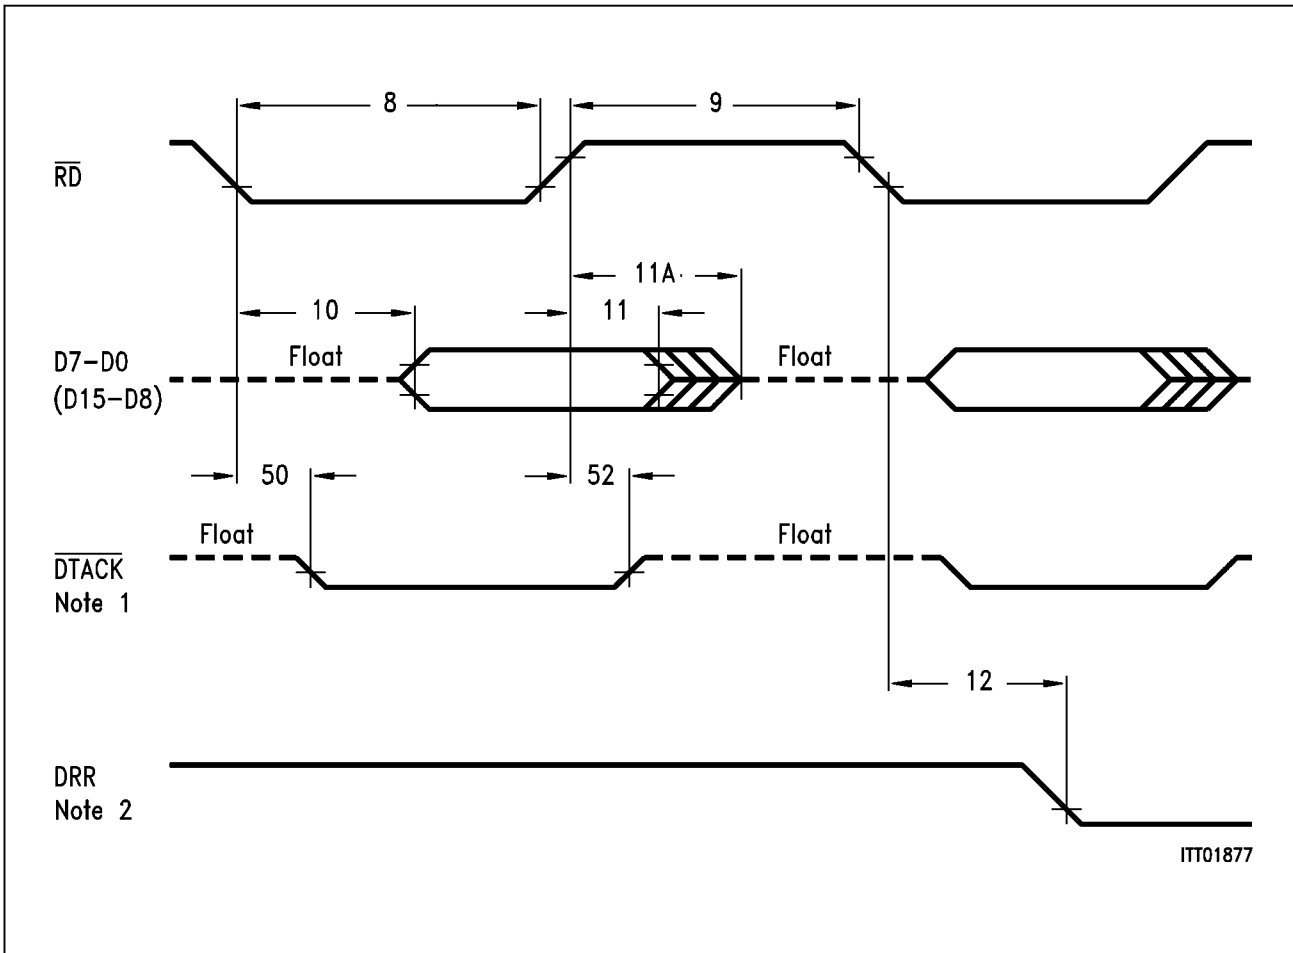 8
9
RD
11A
10
11
D7-D0
(D15-D8)
Float
Float
50
52
Float
Float
DTACK
Note 1
12
DRR
Note 2
ITT01877